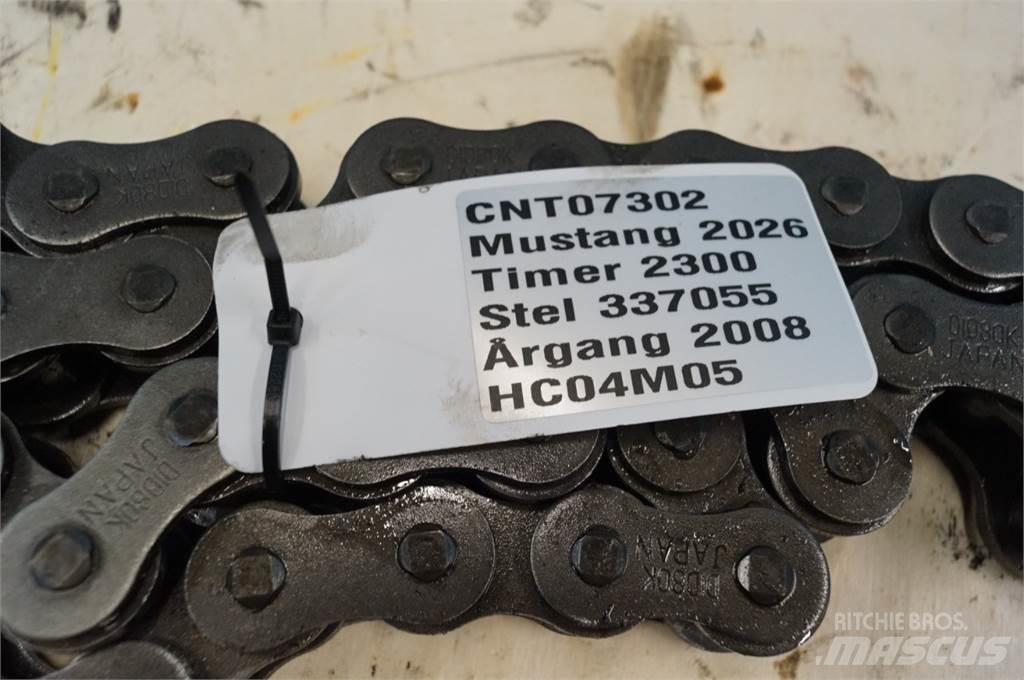 DID80K
DID80K
CNT07302
Mustang 2026
Timer 2300
Stel 337055
Årgang 2008
HC04M05
DID80K
JAPAN
DID80K
JAPAN
DID80K
JAPAN
RITCHIE BROS.
MASCUS